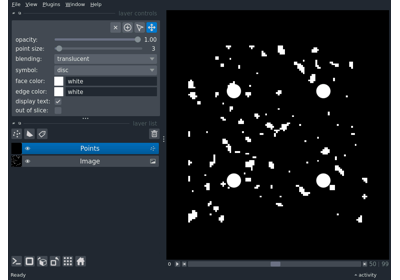 File View Plugins Window Help
layer controls
opacity: 1.00
point size: 3
blending: translucent
symbol: disc
face color: white
edge color: white
display text:
out of slice:
layer list
Points
Image
50 99
Ready activity